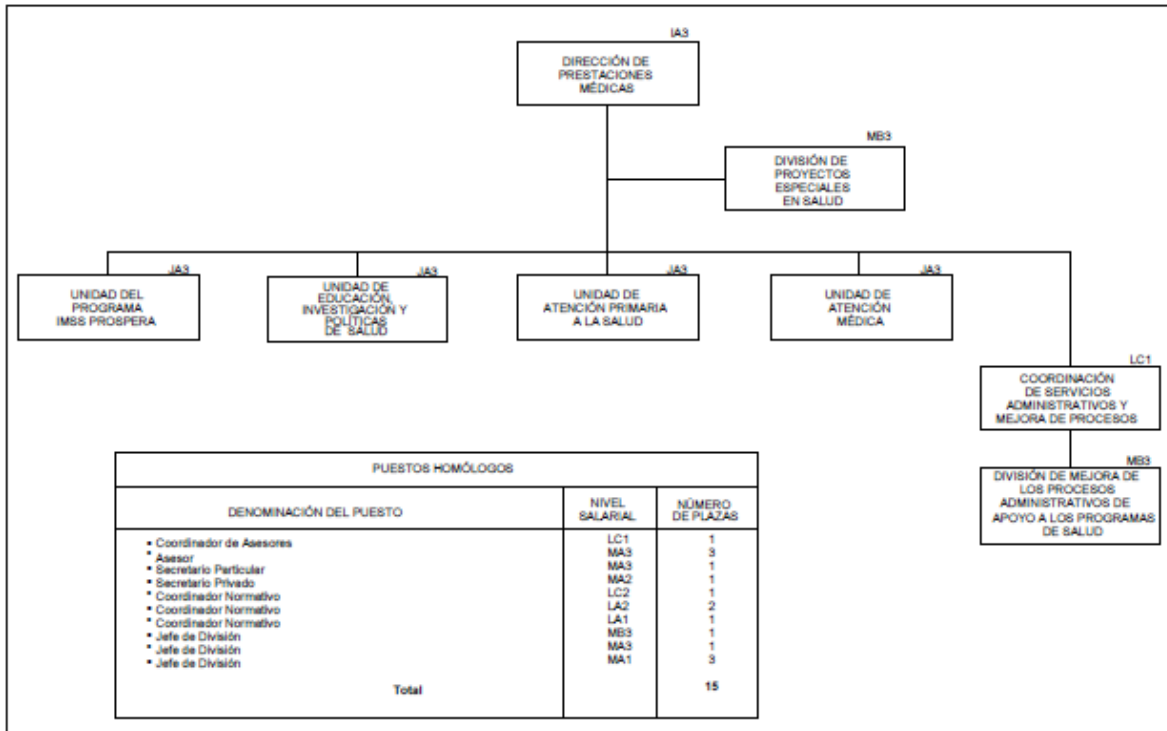 IA3
DIRECCIÓN DE
PRESTACIONES
MÉDICAS
MB3
DIVISIÓN DE
PROYECTOS
ESPECIALES
EN SALUD
JA3
UNIDAD DEL
PROGRAMA
IMSS PROSPERA
JA3
UNIDAD DE
EDUCACIÓN,
INVESTIGACIÓN Y
POLÍTICAS
DE SALUD
JA3
UNIDAD DE
ATENCIÓN PRIMARIA
A LA SALUD
JA3
UNIDAD DE
ATENCIÓN
MÉDICA
LC1
COORDINACIÓN
DE SERVICIOS
ADMINISTRATIVOS Y
MEJORA DE PROCESOS
MB3
DIVISIÓN DE MEJORA DE
LOS PROCESOS
ADMINISTRATIVOS DE
APOYO A LOS PROGRAMAS
DE SALUD
PUESTOS HOMÓLOGOS
DENOMINACIÓN DEL PUESTO NIVEL SALARIAL NÚMERO DE PLAZAS
▪ Coordinador de Asesores LC1 1
▪ Asesor MA3 3
▪ Secretario Particular MA3 1
▪ Secretario Privado MA2 1
▪ Coordinador Normativo LC2 1
▪ Coordinador Normativo LA2 2
▪ Coordinador Normativo LA1 1
▪ Jefe de División MB3 1
▪ Jefe de División MA3 1
▪ Jefe de División MA1 3
Total 15